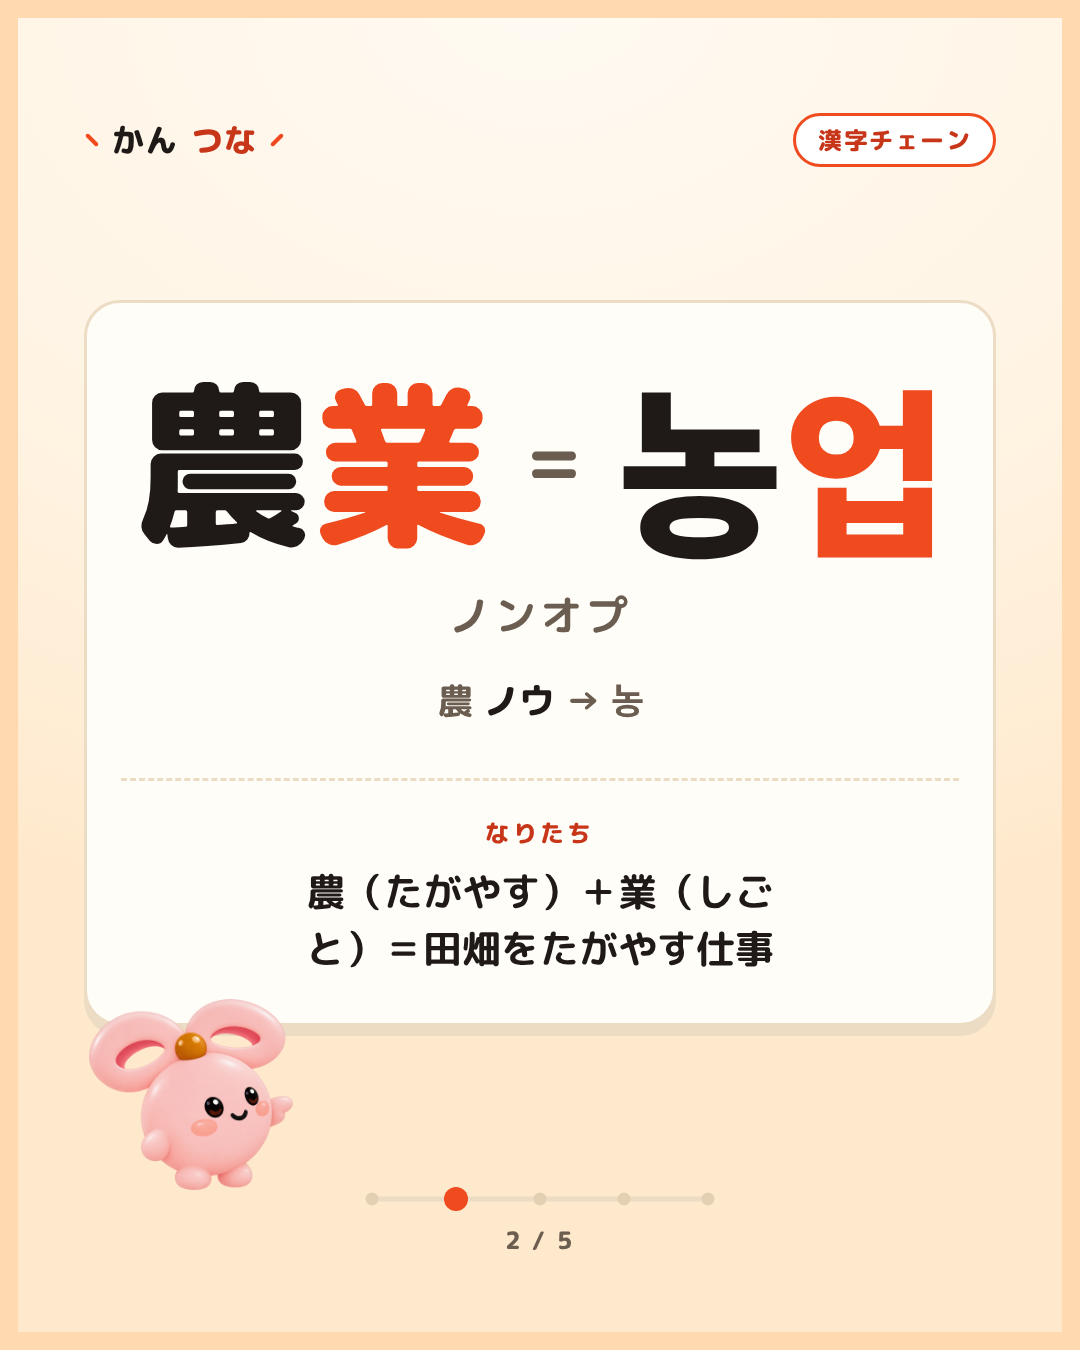 かん つな
漢字チェーン
農業 = 농업
ノンオプ
農 ノウ → 농
なりたち
農（たがやす）＋業（しご
と）＝田畑をたがやす仕事
2 / 5